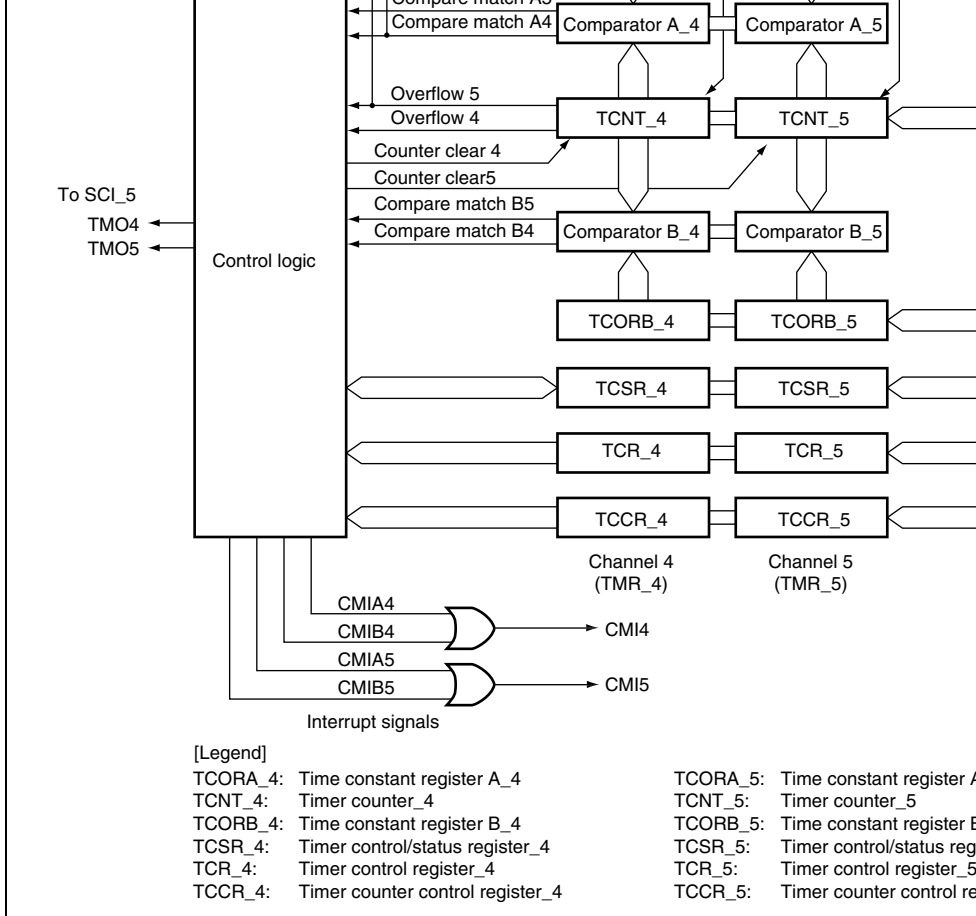 Compare match A5
Compare match A4
Comparator A_4
Comparator A_5
Overflow 5
Overflow 4
TCNT_4
TCNT_5
Counter clear 4
Counter clear5
To SCI_5
TMO4
TMO5
Compare match B5
Compare match B4
Comparator B_4
Comparator B_5
Control logic
TCORB_4
TCORB_5
TCSR_4
TCSR_5
TCR_4
TCR_5
TCCR_4
TCCR_5
Channel 4
(TMR_4)
Channel 5
(TMR_5)
CMIA4
CMIB4
CMI4
CMIA5
CMIB5
CMI5
Interrupt signals
[Legend]
TCORA_4: Time constant register A_4
TCNT_4: Timer counter_4
TCORB_4: Time constant register B_4
TCSR_4: Timer control/status register_4
TCR_4: Timer control register_4
TCCR_4: Timer counter control register_4
TCORA_5: Time constant register A
TCNT_5: Timer counter_5
TCORB_5: Time constant register B
TCSR_5: Timer control/status reg
TCR_5: Timer control register_5
TCCR_5: Timer counter control re